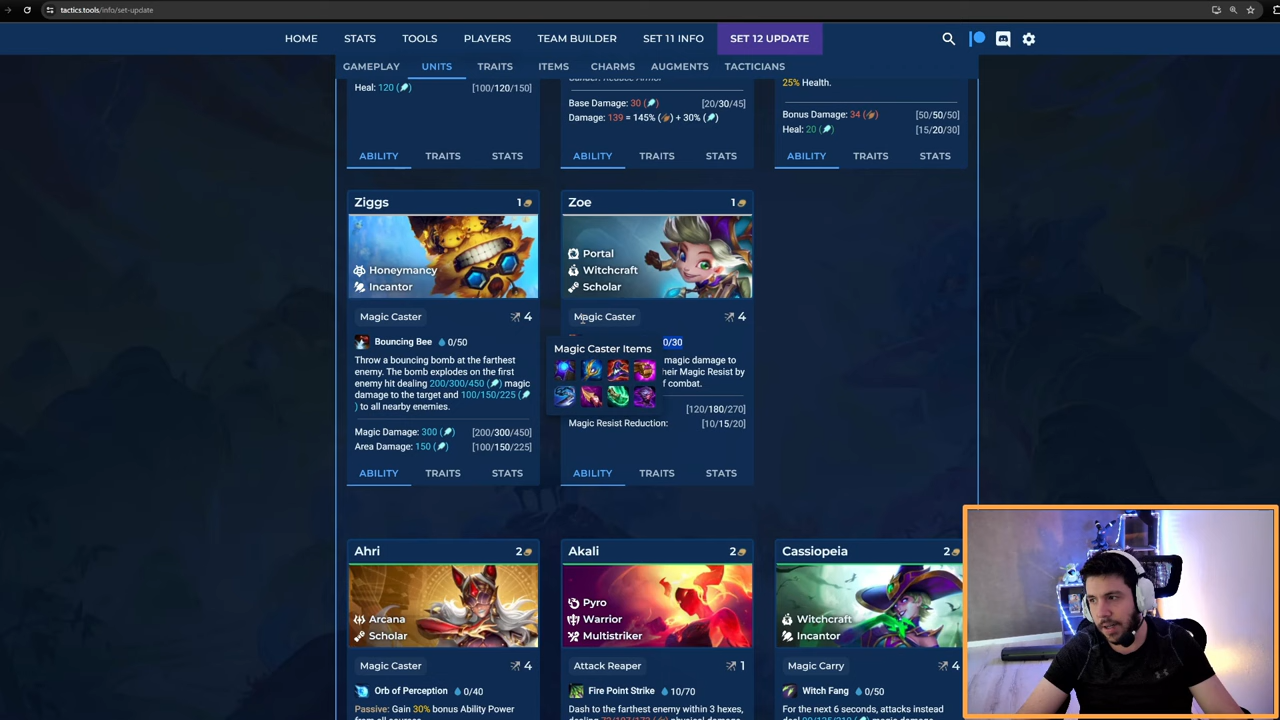 tactics.tools/info/set-update
HOME STATS TOOLS PLAYERS TEAM BUILDER SET 11 INFO SET 12 UPDATE
GAMEPLAY UNITS TRAITS ITEMS CHARMS AUGMENTS TACTICIANS
Heal: 120 [100/120/150]
Base Damage: 30 ( ) [20/30/45]
Damage: 139 = 145% ( ) + 30% ( )
25% Health.
Bonus Damage: 34 ( ) [50/50/50]
Heal: 20 ( ) [15/20/30]
ABILITY TRAITS STATS
ABILITY TRAITS STATS
ABILITY TRAITS STATS
Ziggs 1
Honeymancy
Incantor
Magic Caster 4
Bouncing Bee 0/50
Throw a bouncing bomb at the farthest
enemy. The bomb explodes on the first
enemy hit dealing 200/300/450 ( ) magic
damage to the target and 100/150/225 (
) to all nearby enemies.
Magic Damage: 300 ( ) [200/300/450]
Area Damage: 150 ( ) [100/150/225]
ABILITY TRAITS STATS
Zoe 1
Portal
Witchcraft
Scholar
Magic Caster 4
0/30
Magic Caster Items
magic damage to
heir Magic Resist by
f combat.
[120/180/270]
Magic Resist Reduction: [10/15/20]
ABILITY TRAITS STATS
Ahri 2
Arcana
Scholar
Magic Caster 4
Orb of Perception 0/40
Passive: Gain 30% bonus Ability Power
from all sources.
Akali 2
Pyro
Warrior
Multistriker
Attack Reaper 1
Fire Point Strike 10/70
Dash to the farthest enemy within 3 hexes,
physical damage
Cassiopeia 2
Witchcraft
Incantor
Magic Carry 4
Witch Fang 0/50
For the next 6 seconds, attacks instead
magic damage